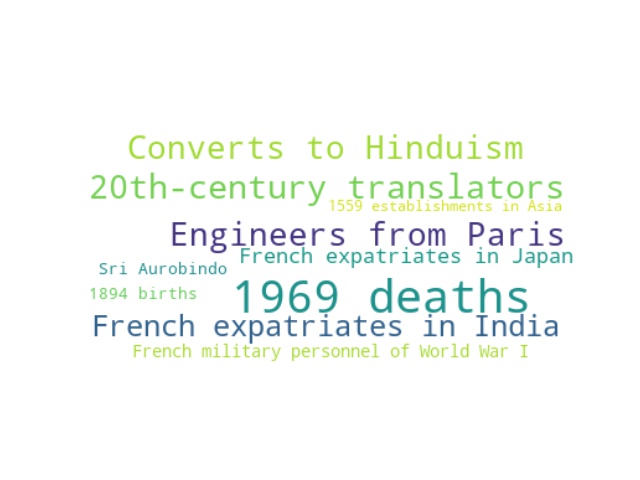 Converts to Hinduism
20th-century translators
1559 establishments in Asia
Engineers from Paris
French expatriates in Japan
Sri Aurobindo
1894 births
1969 deaths
French expatriates in India
French military personnel of World War I